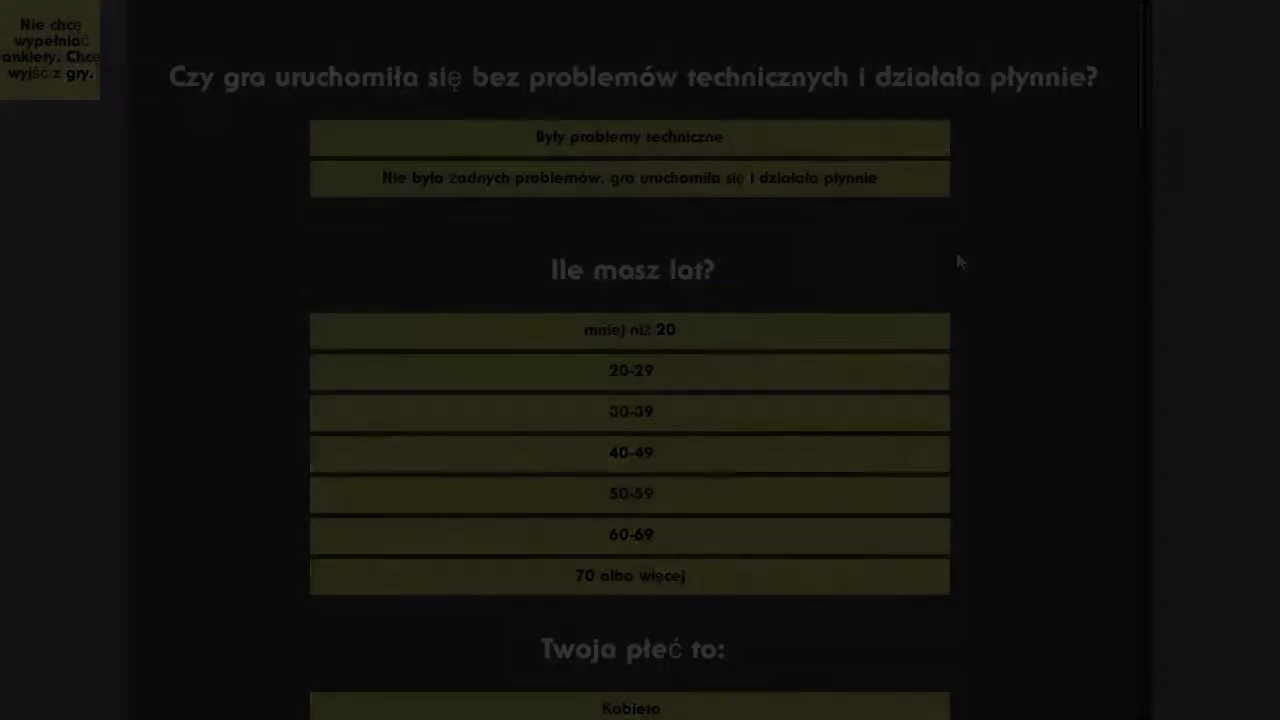 Nie chcę
wypełniać
ankiety. Chcę
wyjść z gry.
Czy gra uruchomiła się bez problemów technicznych i działała płynnie?
Były problemy techniczne
Nie było żadnych problemów, gra uruchomiła się i działała płynnie
Ile masz lat?
mniej niż 20
20-29
30-39
40-49
50-59
60-69
70 albo więcej
Twoja płeć to:
Kobieta